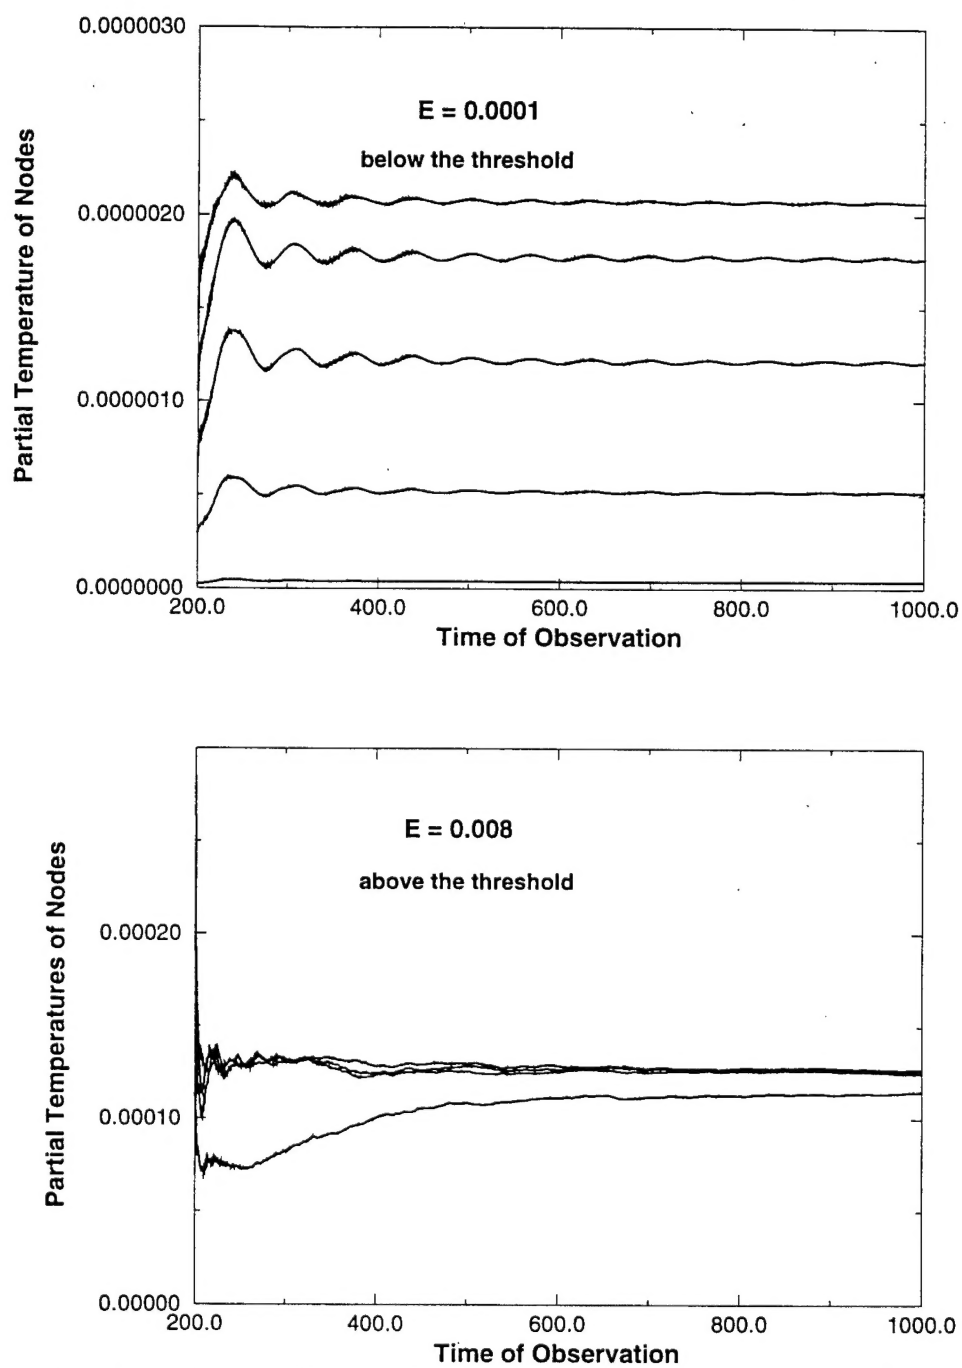 0.0000030
E = 0.0001
below the threshold
Partial Temperature of Nodes
0.0000020
0.0000010
0.0000000
200.0 400.0 600.0 800.0 1000.0
Time of Observation
E = 0.008
above the threshold
Partial Temperatures of Nodes
0.00020
0.00010
0.00000
200.0 400.0 600.0 800.0 1000.0
Time of Observation